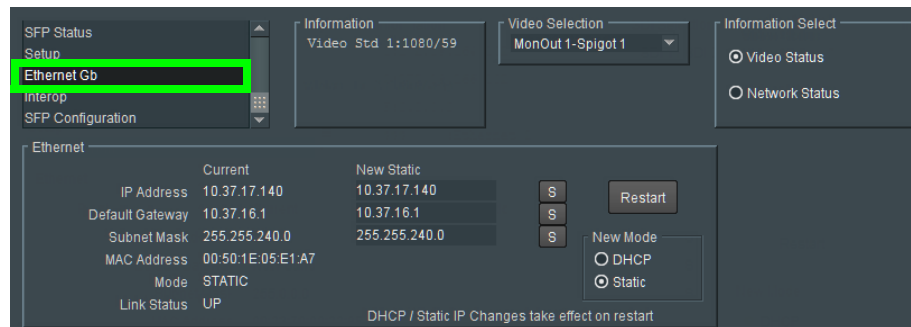 SFP Status
Setup
Ethernet Gb
Interop
SFP Configuration
Information
Video Std 1:1080/59
Video Selection
MonOut 1-Spigot 1
Information Select
Video Status
Network Status
Ethernet
Current New Static
IP Address 10.37.17.140 10.37.17.140 S
Default Gateway 10.37.16.1 10.37.16.1 S
Subnet Mask 255.255.240.0 255.255.240.0 S
MAC Address 00:50:1E:05:E1:A7
Mode STATIC
Link Status UP
Restart
New Mode
DHCP
Static
DHCP / Static IP Changes take effect on restart